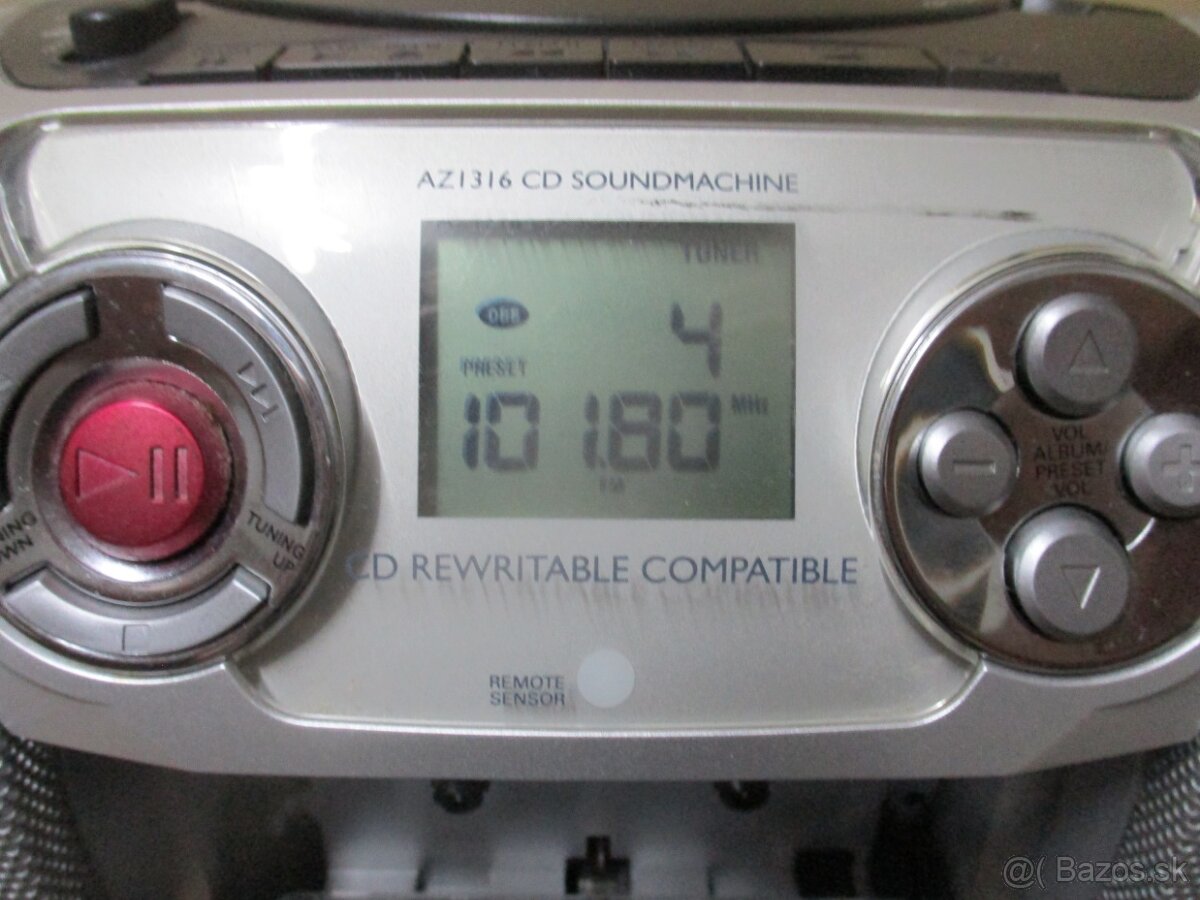 AZ1316 CD SOUNDMACHINE
TUNER
DBB
4
PRESET
101.80 MHz
FM
VOL
ALBUM/
PRESET
VOL
TUNING
UP
CD REWRITABLE COMPATIBLE
REMOTE
SENSOR
@( Bazos.sk